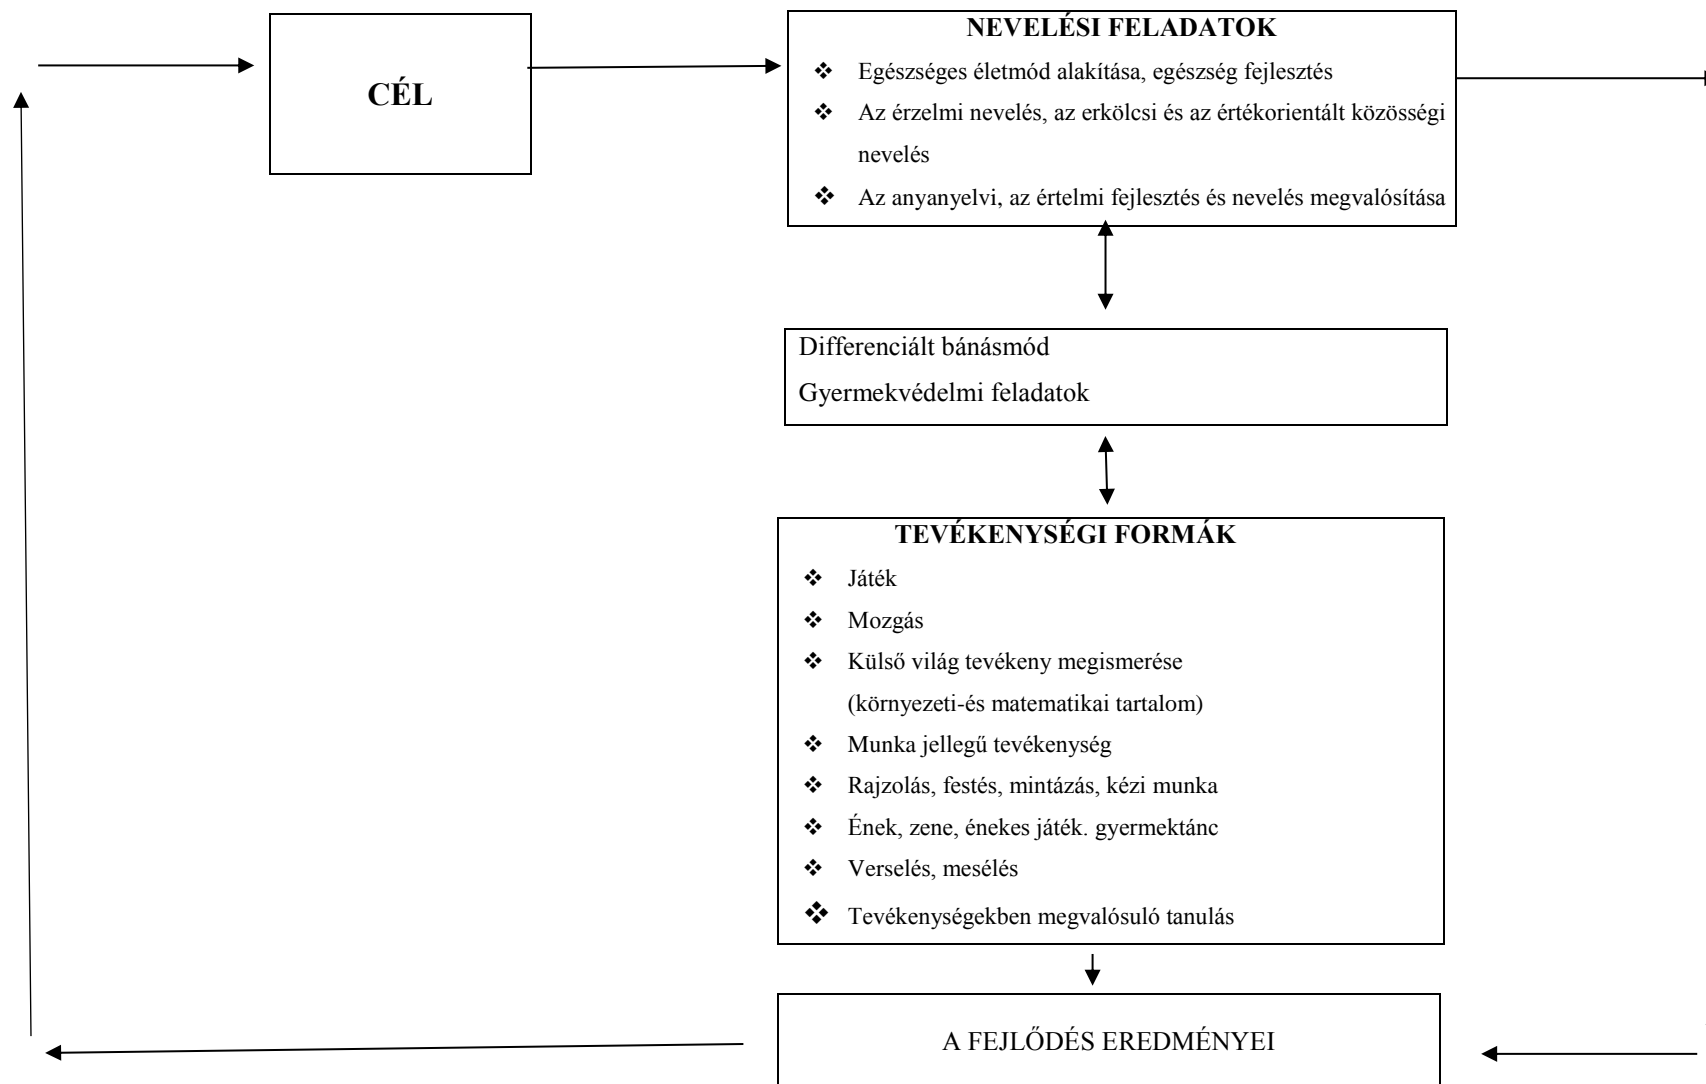 CÉL
NEVELÉSI FELADATOK
❖ Egészséges életmód alakítása, egészség fejlesztés
❖ Az érzelmi nevelés, az erkölcsi és az értékorientált közösségi
nevelés
❖ Az anyanyelvi, az értelmi fejlesztés és nevelés megvalósítása
Differenciált bánásmód
Gyermekvédelmi feladatok
TEVÉKENYSÉGI FORMÁK
❖ Játék
❖ Mozgás
❖ Külső világ tevékeny megismerése
(környezeti-és matematikai tartalom)
❖ Munka jellegű tevékenység
❖ Rajzolás, festés, mintázás, kézi munka
❖ Ének, zene, énekes játék. gyermektánc
❖ Verselés, mesélés
❖ Tevékenységekben megvalósuló tanulás
A FEJLŐDÉS EREDMÉNYEI